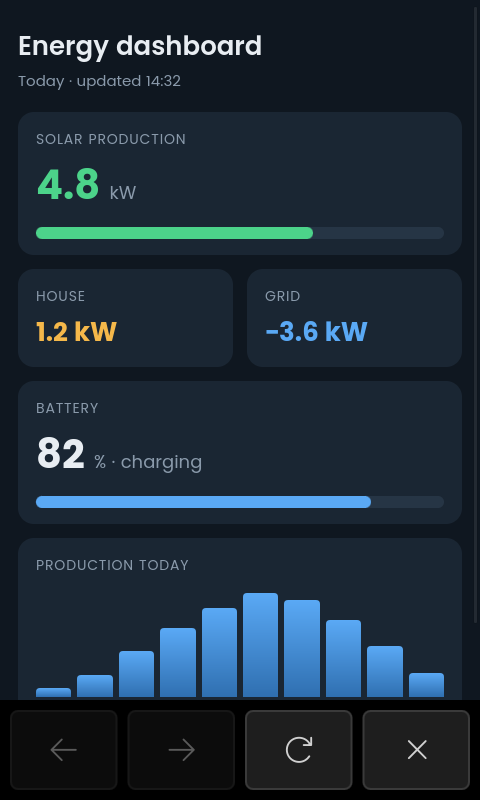 Energy dashboard
Today · updated 14:32
SOLAR PRODUCTION
4.8 kW
HOUSE
1.2 kW
GRID
−3.6 kW
BATTERY
82 % · charging
PRODUCTION TODAY